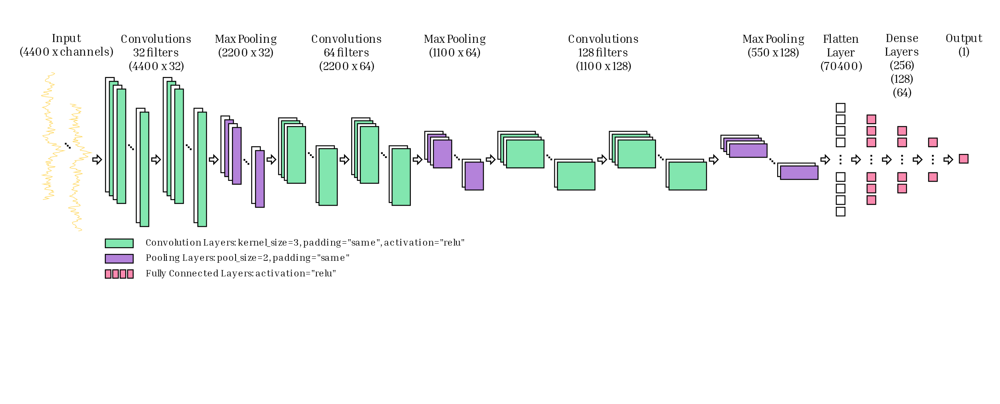 Input
(4400 x channels)
Convolutions
32 filters
(4400 x 32)
Max Pooling
(2200 x 32)
Convolutions
64 filters
(2200 x 64)
Max Pooling
(1100 x 64)
Convolutions
128 filters
(1100 x 128)
Max Pooling
(550 x 128)
Flatten
Layer
(70400)
Dense
Layers
(256)
(128)
(64)
Output
(1)
Convolution Layers: kernel_size=3, padding="same", activation="relu"
Pooling Layers: pool_size=2, padding="same"
Fully Connected Layers: activation="relu"